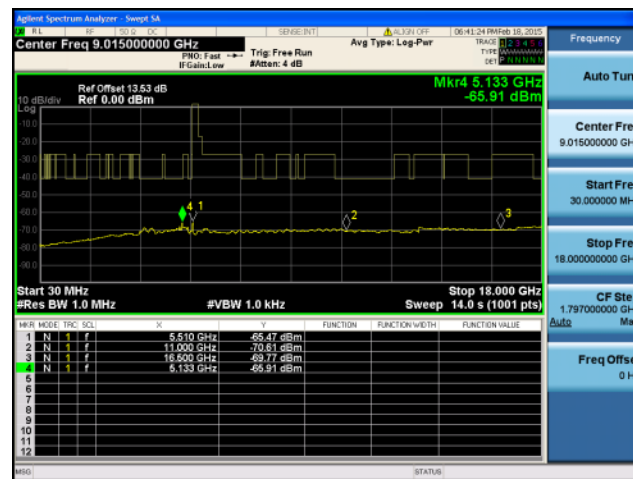 Agilent Spectrum Analyzer - Swept SA
RL RF 50 Ω DC SENSE:INT ALIGN OFF 06:41:24 PM Feb 18, 2015
Center Freq 9.015000000 GHz
PNO: Fast
IFGain:Low
Trig: Free Run
#Atten: 4 dB
Avg Type: Log-Pwr
TRACE 1 2 3 4 5 6
TYPE
DET P N N N N N
Ref Offset 13.53 dB
10 dB/div Ref 0.00 dBm
Log
Mkr4 5.133 GHz
-65.91 dBm
-10.0
-20.0
-30.0
-40.0
-50.0
-60.0
-70.0
-80.0
-90.0
4 1 2 3
Start 30 MHz
Stop 18.000 GHz
#Res BW 1.0 MHz #VBW 1.0 kHz Sweep 14.0 s (1001 pts)
MKR MODE TRC SCL X Y FUNCTION FUNCTION WIDTH FUNCTION VALUE
1 N 1 f 5.510 GHz -65.47 dBm
2 N 1 f 11.000 GHz -70.61 dBm
3 N 1 f 16.500 GHz -69.77 dBm
4 N 1 f 5.133 GHz -65.91 dBm
5
6
7
8
9
10
11
12
MSG STATUS
Frequency
Auto Tun
Center Fre
9.015000000 GH
Start Fre
30.000000 MH
Stop Fre
18.000000000 GH
CF Ste
1.797000000 GH
Auto Ma
Freq Offse
0 H